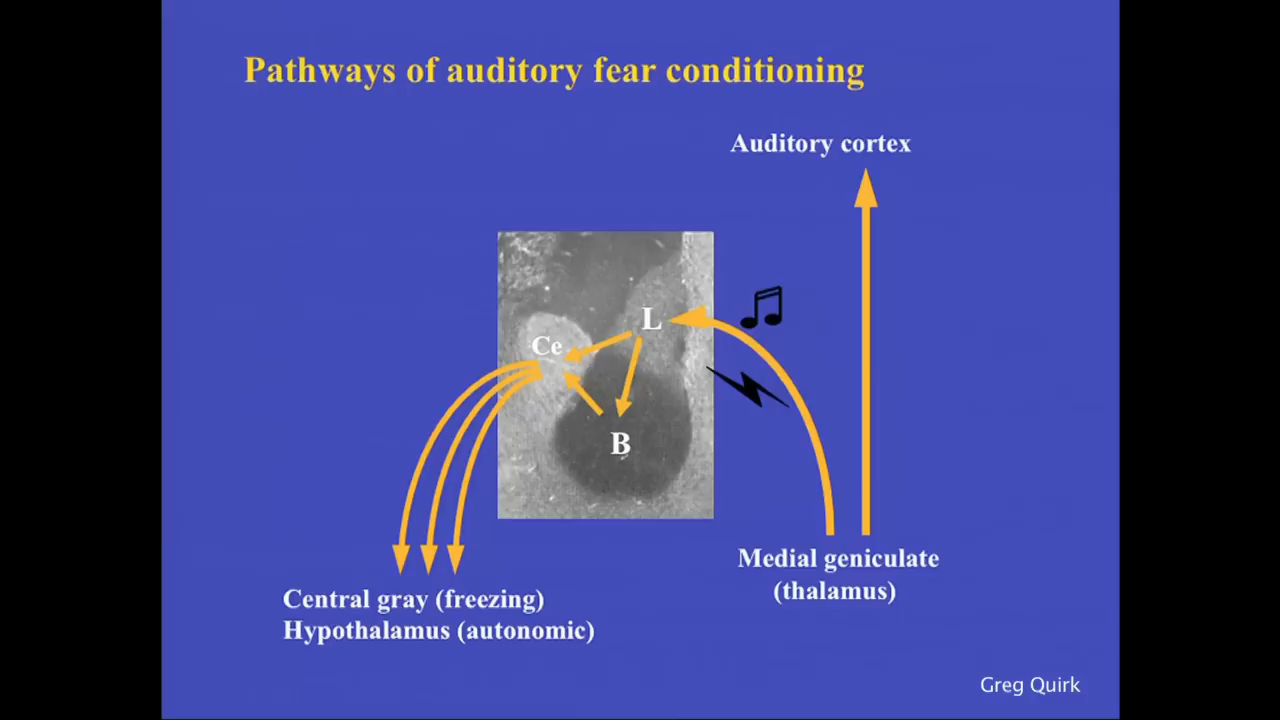 Pathways of auditory fear conditioning
Auditory cortex
L
Ce
B
Medial geniculate
(thalamus)
Central gray (freezing)
Hypothalamus (autonomic)
Greg Quirk